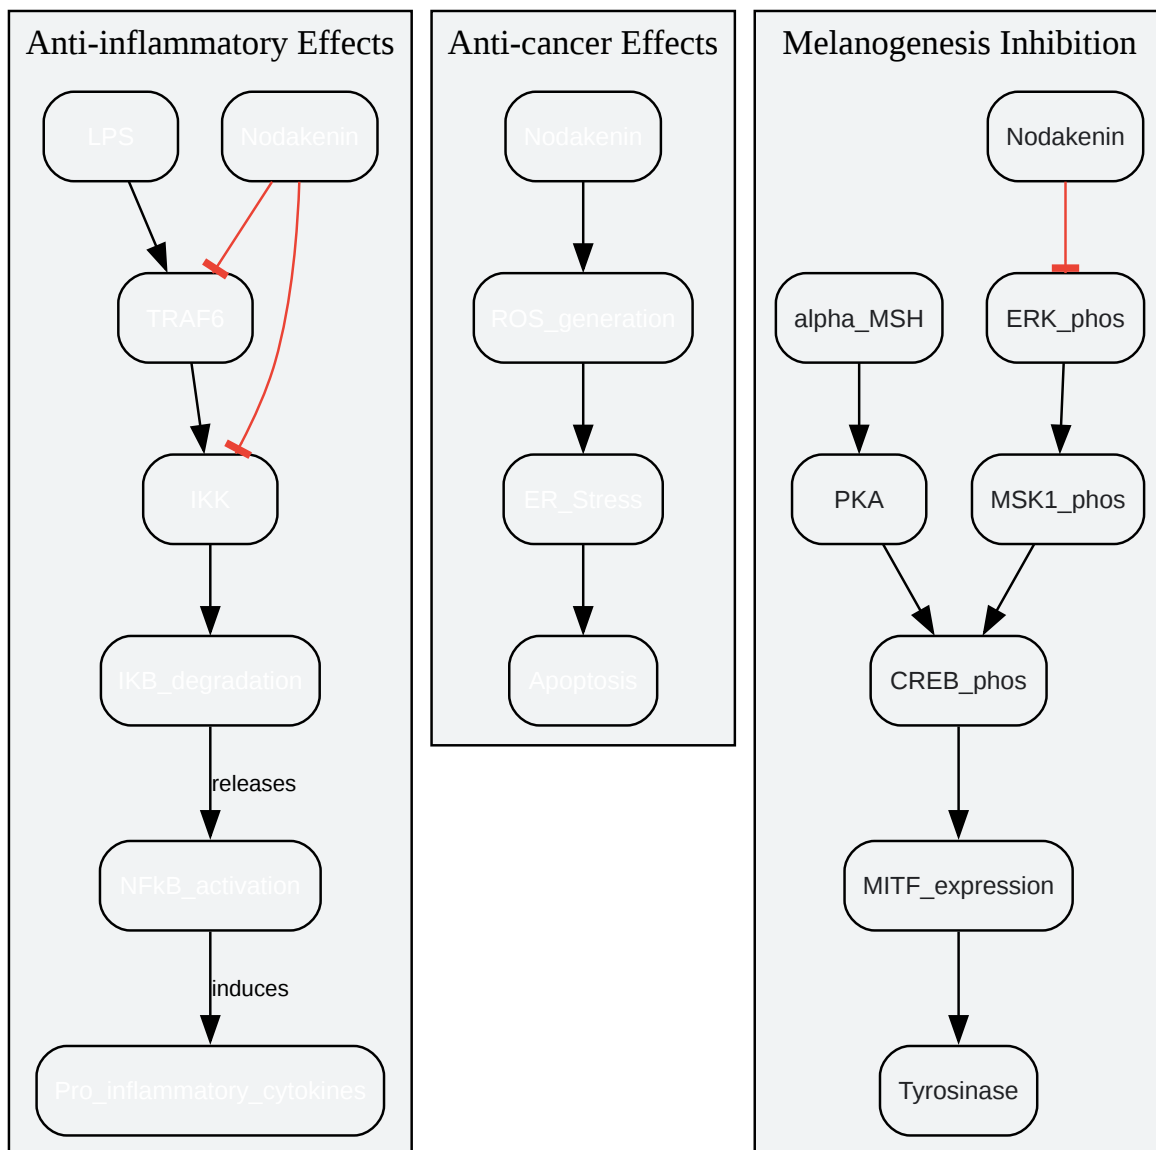 Anti-inflammatory Effects
LPS
Nodakenin
TRAF6
IKK
IKB_degradation
releases
NFkB_activation
induces
Pro_inflammatory_cytokines
Anti-cancer Effects
Nodakenin
ROS_generation
ER_Stress
Apoptosis
Melanogenesis Inhibition
Nodakenin
alpha_MSH
ERK_phos
PKA
MSK1_phos
CREB_phos
MITF_expression
Tyrosinase